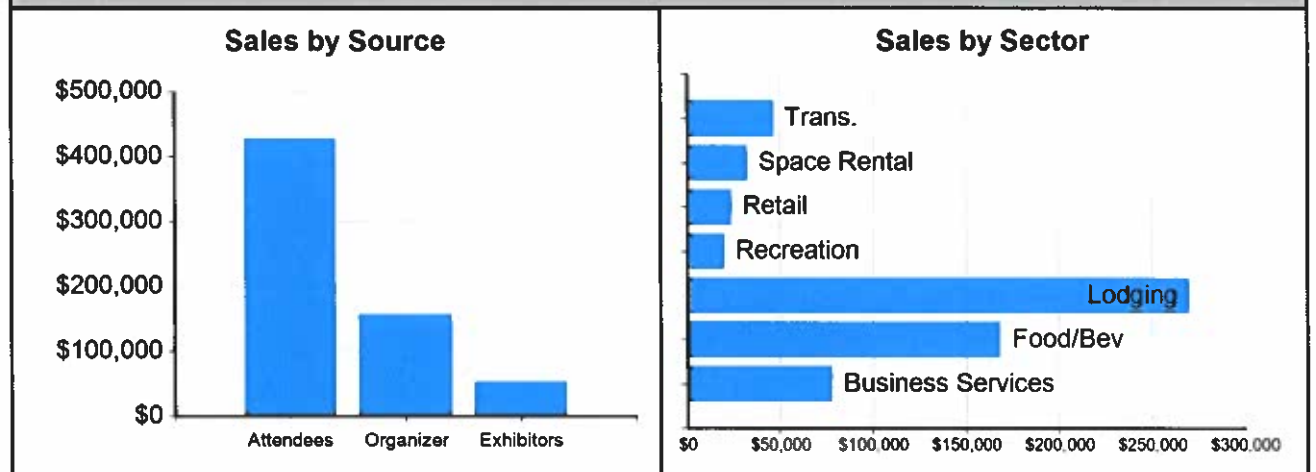 Sales by Source
$500,000
$400,000
$300,000
$200,000
$100,000
$0
Attendees Organizer Exhibitors
Sales by Sector
Trans.
Space Rental
Retail
Recreation
Lodging
Food/Bev
Business Services
$0 $50,000 $100,000 $150,000 $200,000 $250,000 $300,000